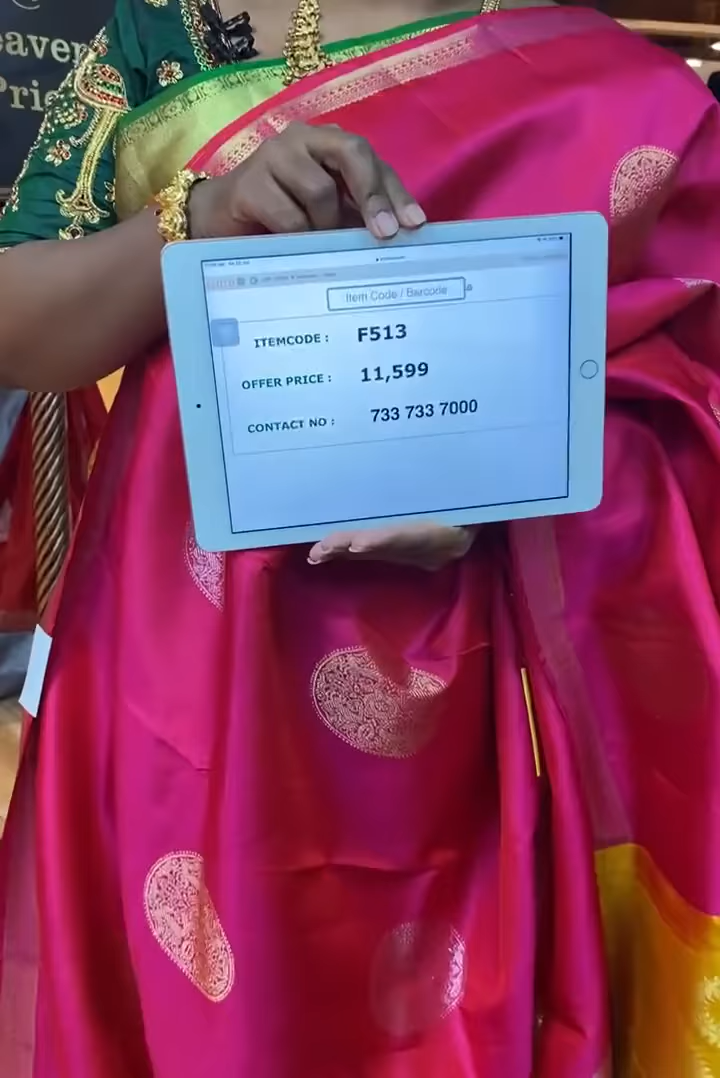 Item Code / Barcode
ITEMCODE : F513
OFFER PRICE : 11,599
CONTACT NO : 733 733 7000